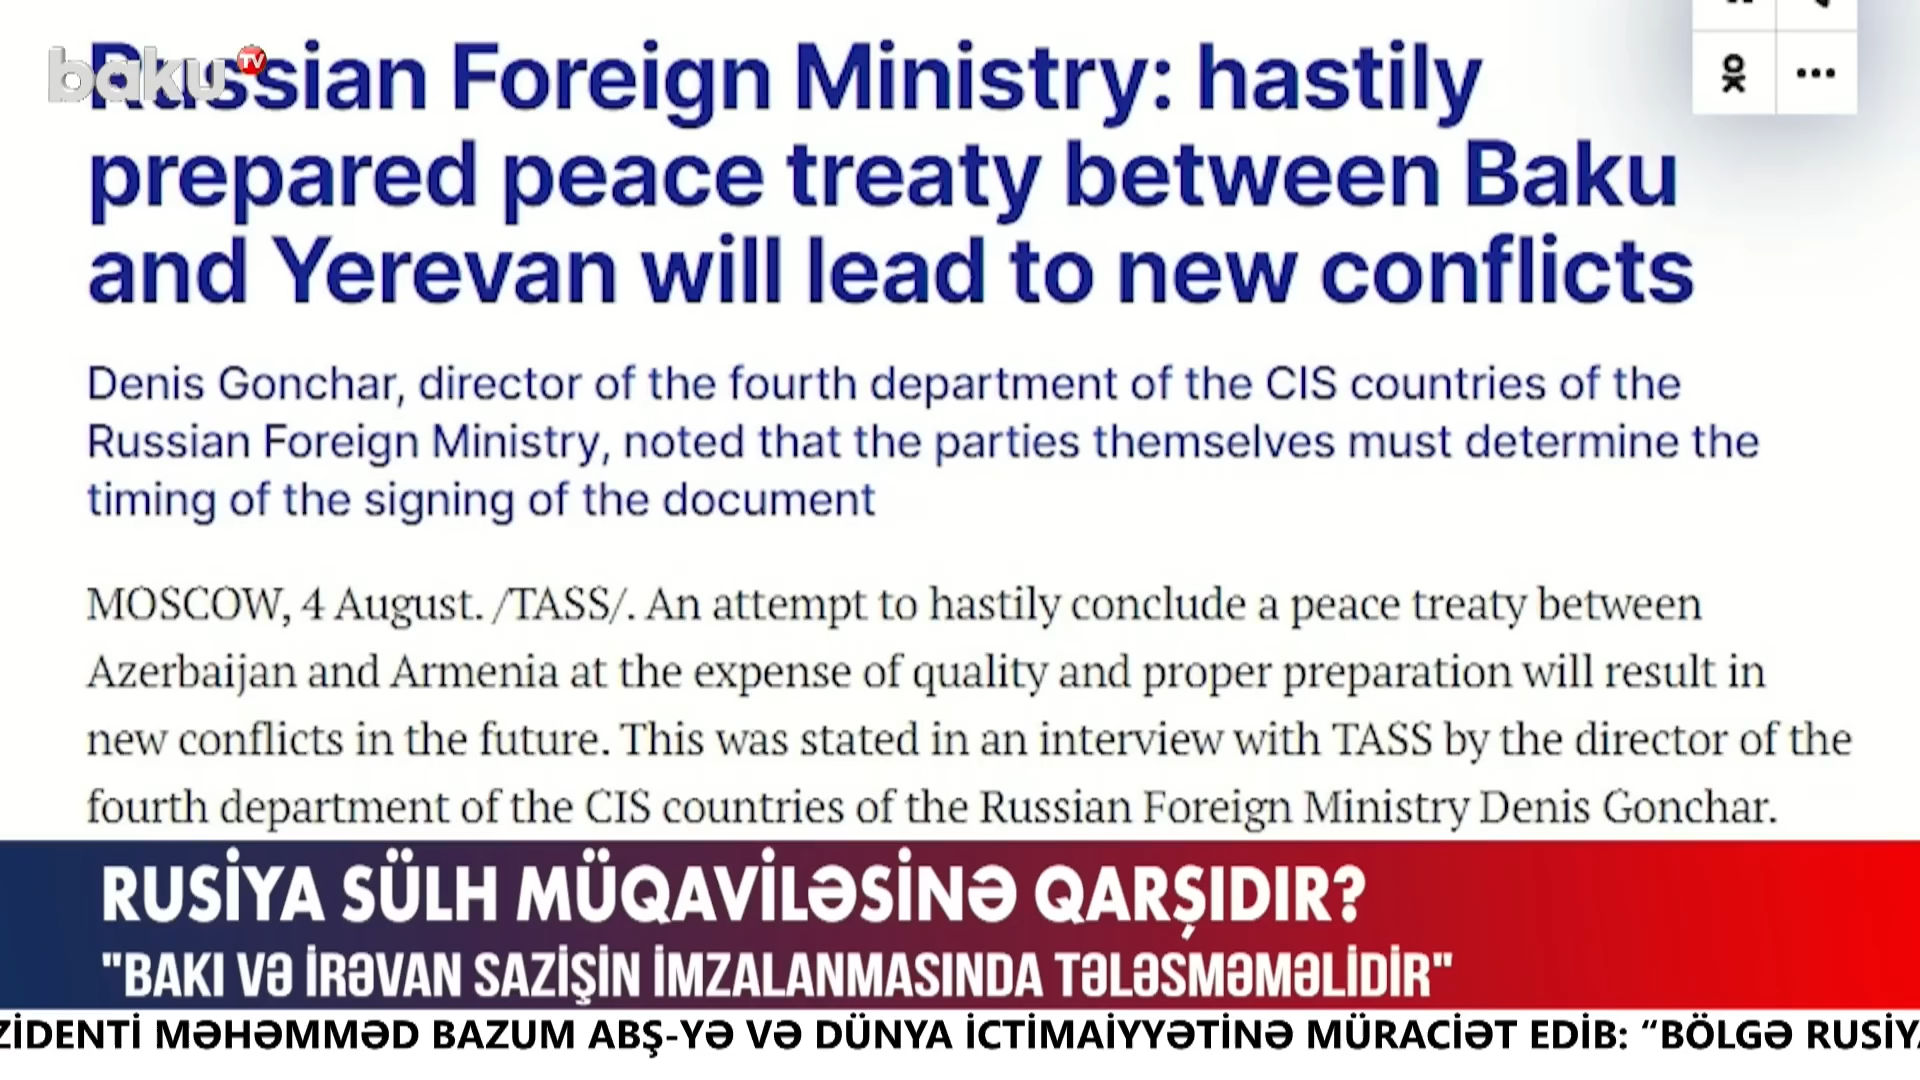 baku TV
Russian Foreign Ministry: hastily
prepared peace treaty between Baku
and Yerevan will lead to new conflicts
Denis Gonchar, director of the fourth department of the CIS countries of the
Russian Foreign Ministry, noted that the parties themselves must determine the
timing of the signing of the document
MOSCOW, 4 August. /TASS/. An attempt to hastily conclude a peace treaty between
Azerbaijan and Armenia at the expense of quality and proper preparation will result in
new conflicts in the future. This was stated in an interview with TASS by the director of the
fourth department of the CIS countries of the Russian Foreign Ministry Denis Gonchar.
RUSİYA SÜLH MÜQAVİLƏSİNƏ QARŞIDIR?
"BAKI VƏ İRƏVAN SAZİŞİN İMZALANMASINDA TƏLƏSMƏMƏLİDİR"
ZİDENTİ MƏHƏMMƏD BAZUM ABŞ-YƏ VƏ DÜNYA İCTİMAİYYƏTİNƏ MÜRACİƏT EDİB: “BÖLGƏ RUSİY